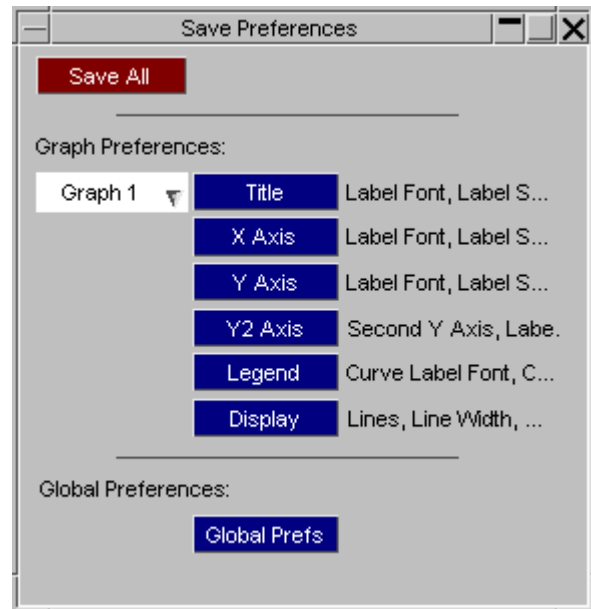 Save Preferences
Save All
Graph Preferences:
Graph 1 Title Label Font, Label S...
X Axis Label Font, Label S...
Y Axis Label Font, Label S...
Y2 Axis Second Y Axis, Labe.
Legend Curve Label Font, C...
Display Lines, Line Width, ...
Global Preferences:
Global Prefs